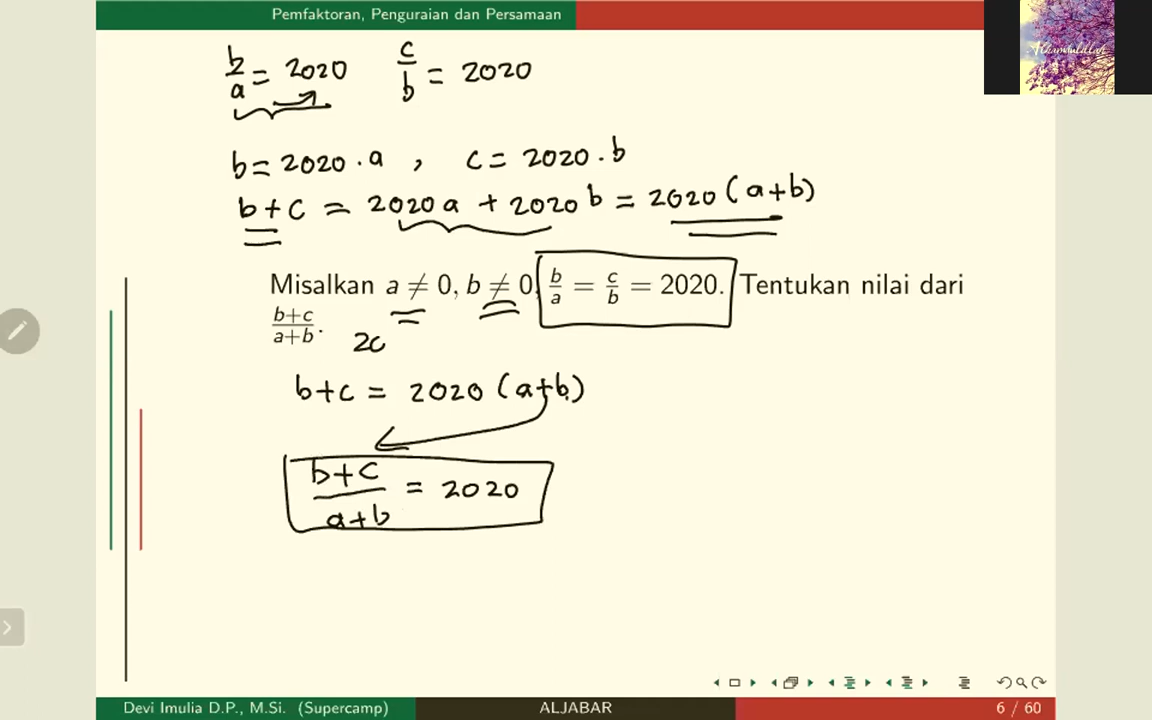 Pemfaktoran, Penguraian dan Persamaan
Alhamdulillah
b/a = 2020 c/b = 2020
b = 2020 . a , c = 2020 . b
b + c = 2020 a + 2020 b = 2020 ( a + b )
Misalkan a ≠ 0, b ≠ 0, b/a = c/b = 2020. Tentukan nilai dari
b+c/a+b.
20
b + c = 2020 ( a + b )
b + c / a + b = 2020
Devi Imulia D.P., M.Si. (Supercamp) ALJABAR 6 / 60